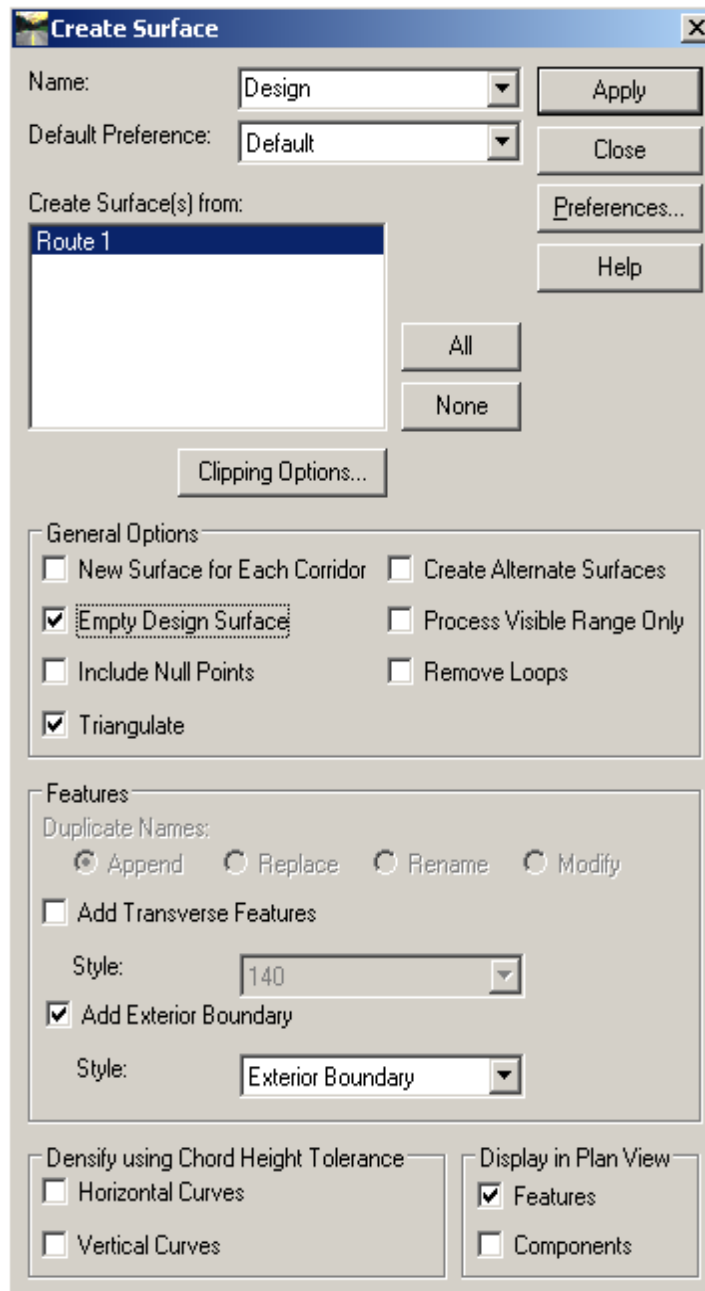 Create Surface
Name: Design Apply
Default Preference: Default Close
Create Surface(s) from: Preferences...
Route 1
Help
All
None
Clipping Options...
General Options
New Surface for Each Corridor Create Alternate Surfaces
Empty Design Surface Process Visible Range Only
Include Null Points Remove Loops
Triangulate
Features
Duplicate Names:
Append Replace Rename Modify
Add Transverse Features
Style: 140
Add Exterior Boundary
Style: Exterior Boundary
Densify using Chord Height Tolerance Display in Plan View
Horizontal Curves Features
Vertical Curves Components